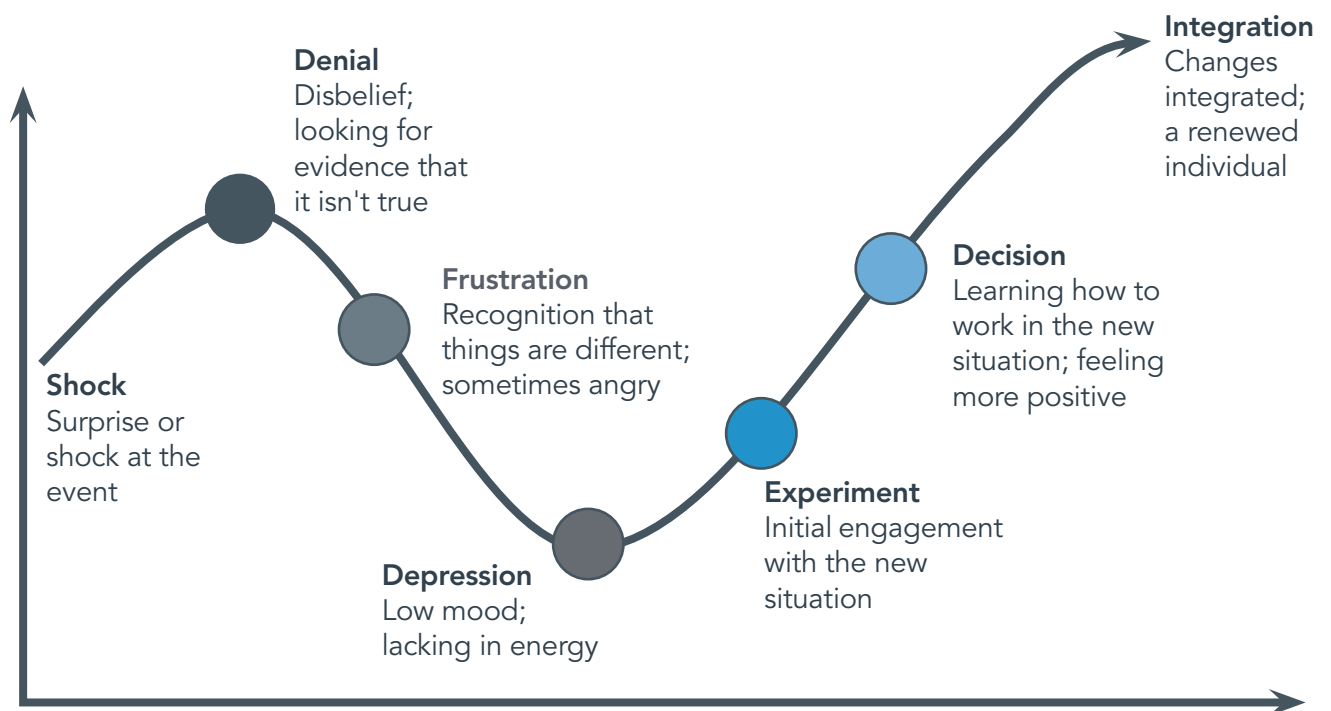 Shock
Surprise or
shock at the
event
Denial
Disbelief;
looking for
evidence that
it isn't true
Frustration
Recognition that
things are different;
sometimes angry
Depression
Low mood;
lacking in energy
Experiment
Initial engagement
with the new
situation
Decision
Learning how to
work in the new
situation; feeling
more positive
Integration
Changes
integrated;
a renewed
individual